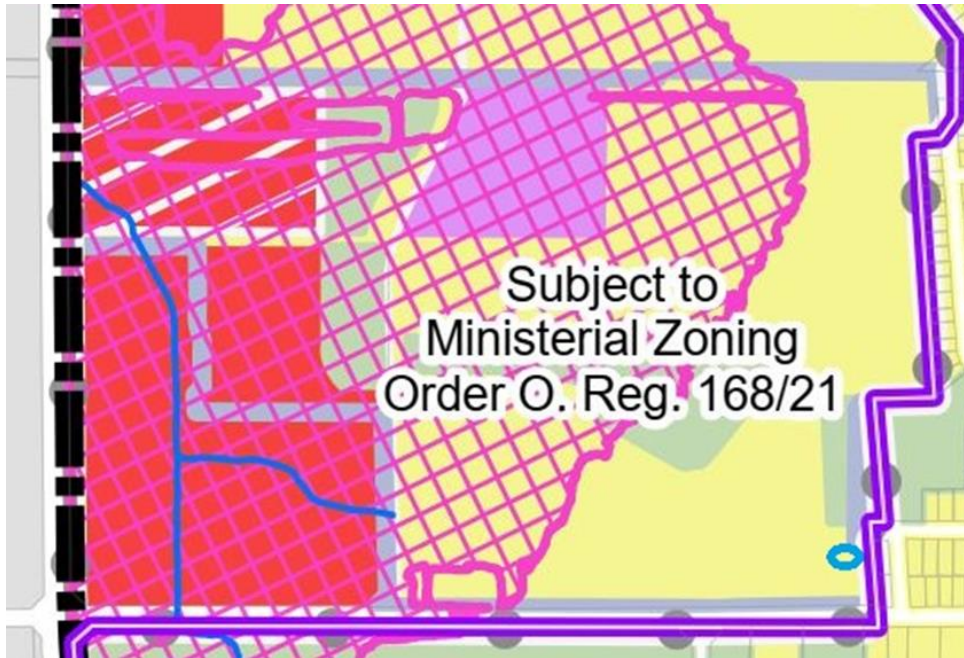 Subject to
Ministerial Zoning
Order O. Reg. 168/21